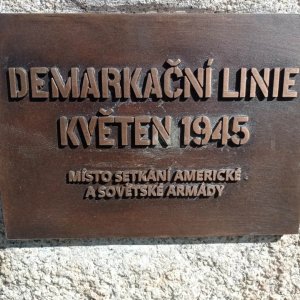 DEMARKAČNÍ LINIE
KVĚTEN 1945
MÍSTO SETKÁNÍ AMERICKÉ
A SOVĚTSKÉ ARMÁDY